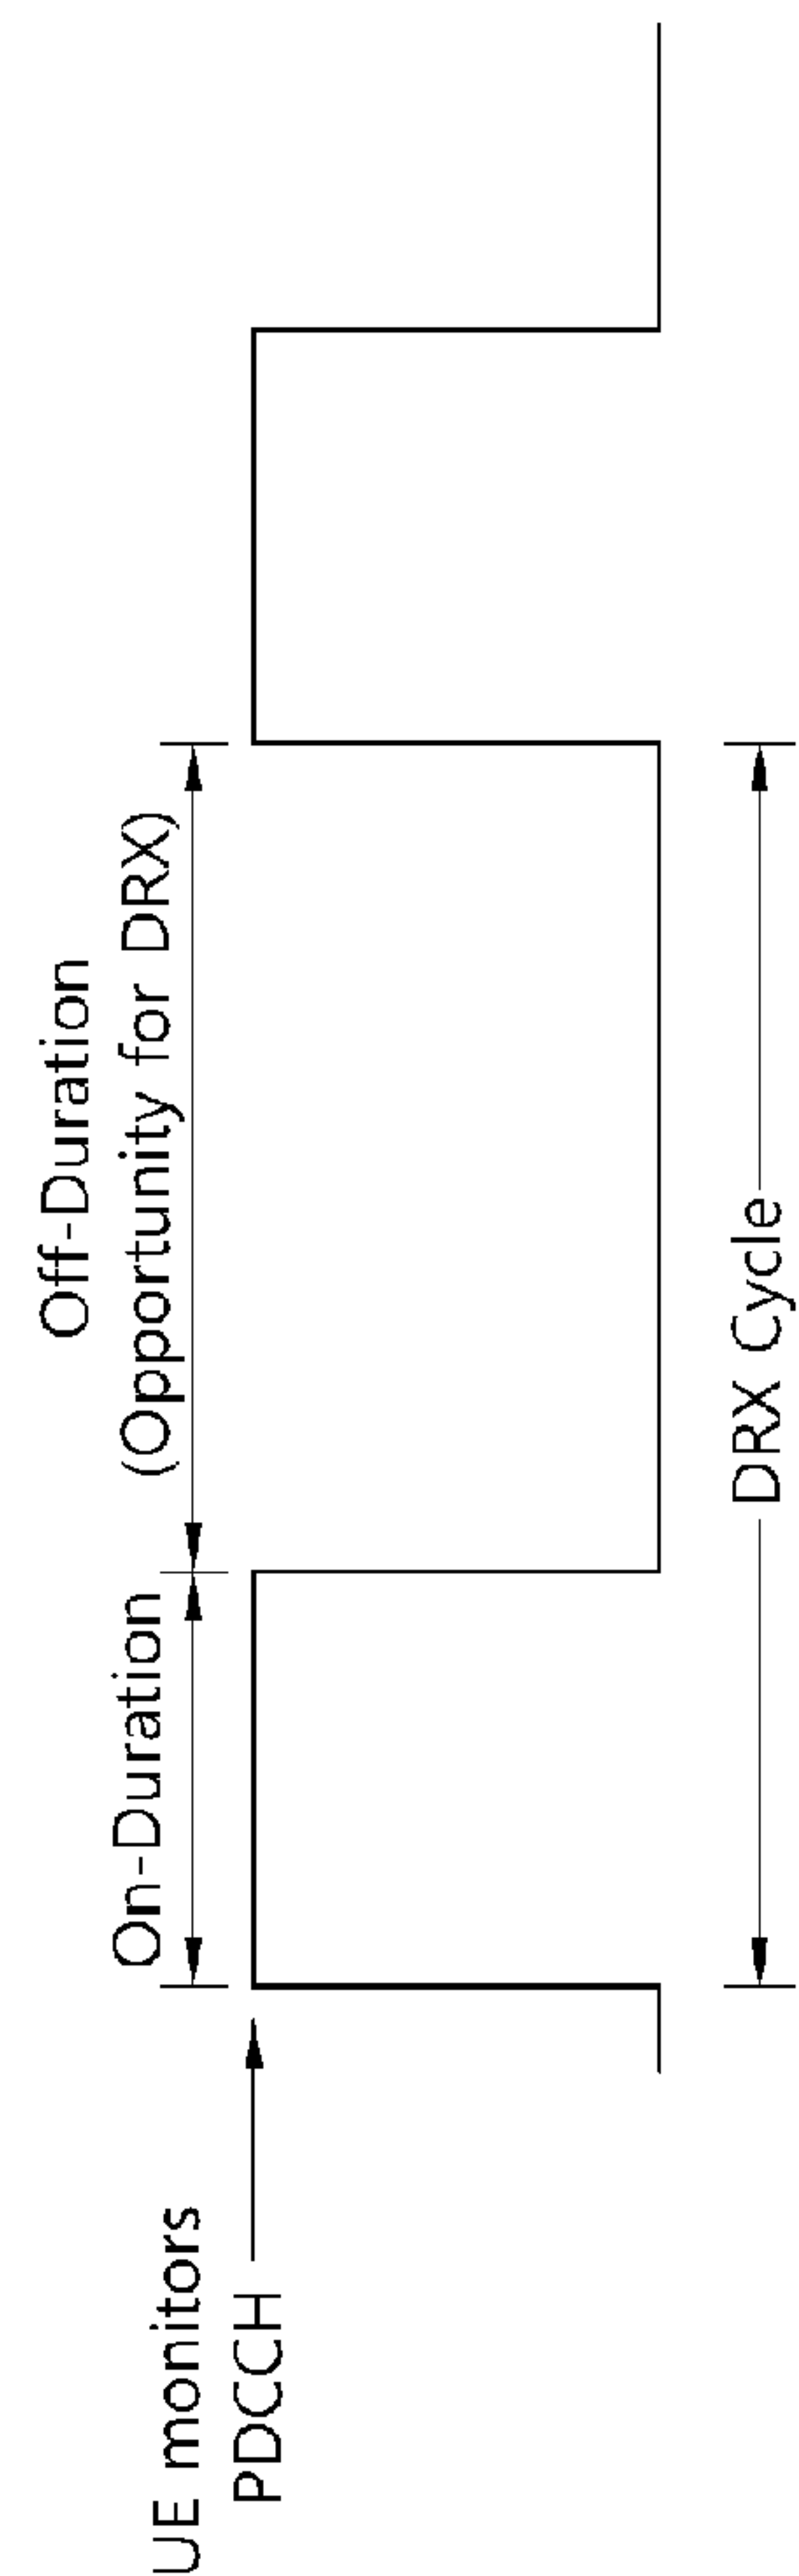 UE monitors
PDCCH
On-Duration
Off-Duration
(Opportunity for DRX)
DRX Cycle